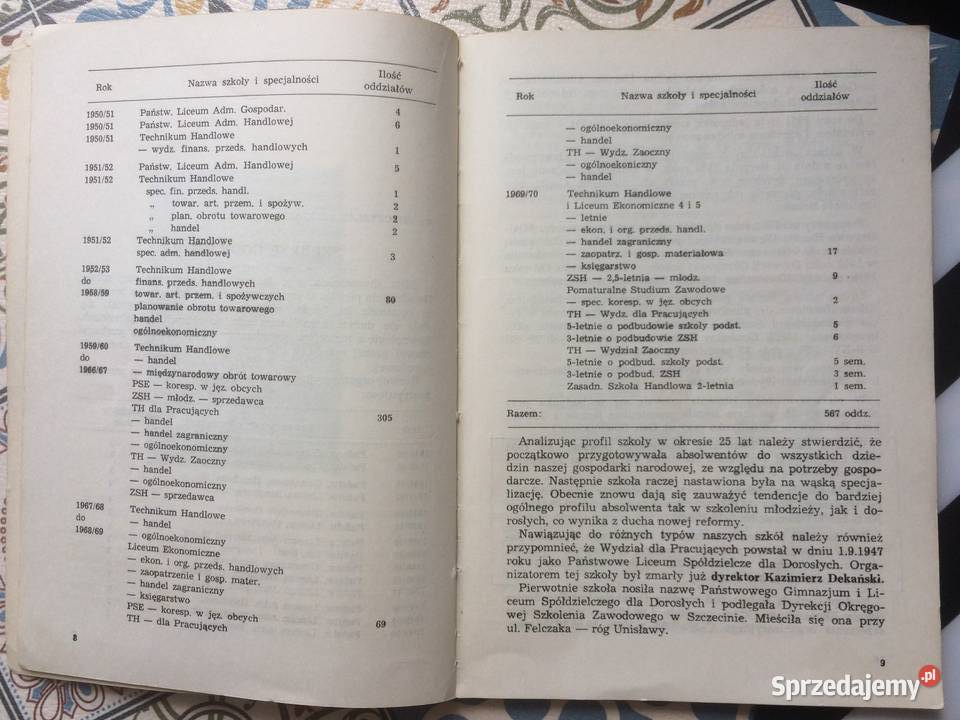 Rok Nazwa szkoły i specjalności Ilość oddziałów
1950/51 Państw. Liceum Adm. Gospodar. 4
1950/51 Państw. Liceum Adm. Handlowej 6
1950/51 Technikum Handlowe
— wydz. finans. przeds. handlowych 1
1951/52 Państw. Liceum Adm. Handlowej 5
1951/52 Technikum Handlowe
spec. fin. przeds. handl. 1
„ towar. art. przem. i spożyw. 2
„ plan. obrotu towarowego 2
„ handel 2
1951/52 Technikum Handlowe
spec. adm. handlowej 3
1952/53 Technikum Handlowe
do finans. przeds. handlowych
1958/59 towar. art. przem. i spożywczych 80
planowanie obrotu towarowego
handel
ogólnoekonomiczny
1959/60 Technikum Handlowe
do — handel
1966/67 — międzynarodowy obrót towarowy
PSE — koresp. w jęz. obcych
ZSH — młodz. — sprzedawca
TH dla Pracujących 305
— handel
— handel zagraniczny
— ogólnoekonomiczny
TH — Wydz. Zaoczny
— handel
— ogólnoekonomiczny
ZSH — sprzedawca
1967/68 Technikum Handlowe
do — handel
1968/69 — ogólnoekonomiczny
Liceum Ekonomiczne
— ekon. i org. przeds. handlowych
— zaopatrzenie i gosp. mater.
— handel zagraniczny
— księgarstwo
PSE — koresp. w jęz. obcych
TH — dla Pracujących 69
8
Rok Nazwa szkoły i specjalności Ilość oddziałów
— ogólnoekonomiczny
— handel
TH — Wydz. Zaoczny
— ogólnoekoniczny
— handel
1969/70 Technikum Handlowe
i Liceum Ekonomiczne 4 i 5
— letnie
— ekon. i org. przeds. handl.
— handel zagraniczny
— zaopatrz. i gosp. materiałowa 17
— księgarstwo
ZSH — 2,5-letnia — młodz. 9
Pomaturalne Studium Zawodowe
— spec. koresp. w jęz. obcych 2
TH — Wydz. dla Pracujących
5-letnie o podbudowie szkoły podst. 5
3-letnie o podbudowie ZSH 6
TH — Wydział Zaoczny
5-letnie o podbud. szkoły podst. 5 sem.
3-letnie o podbud. ZSH 3 sem.
Zasadn. Szkoła Handlowa 2-letnia 1 sem.
Razem: 567 oddz.
Analizując profil szkoły w okresie 25 lat należy stwierdzić, że
początkowo przygotowywała absolwentów do wszystkich dzie-
dzin naszej gospodarki narodowej, ze względu na potrzeby gospo-
darcze. Następnie szkoła raczej nastawiona była na wąską specja-
lizację. Obecnie znowu dają się zauważyć tendencje do bardziej
ogólnego profilu absolwenta tak w szkoleniu młodzieży, jak i do-
rosłych, co wynika z ducha nowej reformy.
Nawiązując do różnych typów naszych szkół należy również
przypomnieć, że Wydział dla Pracujących powstał w dniu 1.9.1947
roku jako Państwowe Liceum Spółdzielcze dla Dorosłych. Orga-
nizatorem tej szkoły był zmarły już dyrektor Kazimierz Dekański.
Pierwotnie szkoła nosiła nazwę Państwowego Gimnazjum i Li-
ceum Spółdzielczego dla Dorosłych i podlegała Dyrekcji Okręgo-
wej Szkolenia Zawodowego w Szczecinie. Mieściła się ona przy
ul. Felczaka — róg Unisławy.
9
Sprzedajemy.pl